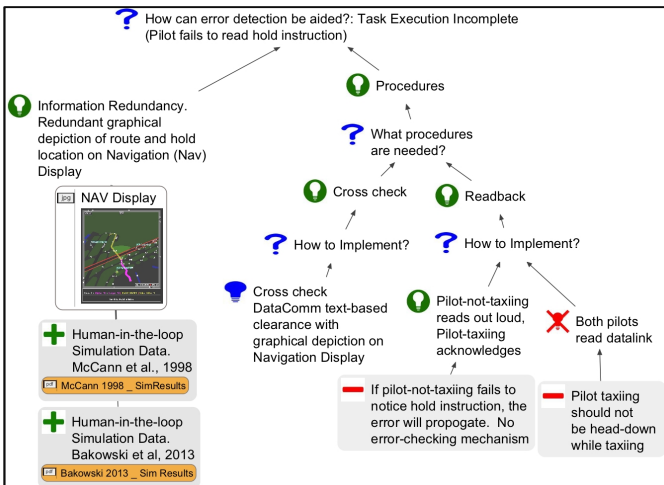 How can error detection be aided?: Task Execution Incomplete
(Pilot fails to read hold instruction)
Information Redundancy.
Redundant graphical
depiction of route and hold
location on Navigation (Nav)
Display
jpg NAV Display
Human-in-the-loop
Simulation Data.
McCann et al., 1998
pdf McCann 1998 _ SimResults
Human-in-the-loop
Simulation Data.
Bakowski et al, 2013
pdf Bakowski 2013 _ Sim Results
Procedures
What procedures
are needed?
Cross check
How to Implement?
Cross check
DataComm text-based
clearance with
graphical depiction on
Navigation Display
Readback
How to Implement?
Pilot-not-taxiing
reads out loud,
Pilot-taxiing
acknowledges
If pilot-not-taxiing fails to
notice hold instruction, the
error will propogate. No
error-checking mechanism
Both pilots
read datalink
Pilot taxiing
should not
be head-down
while taxiing